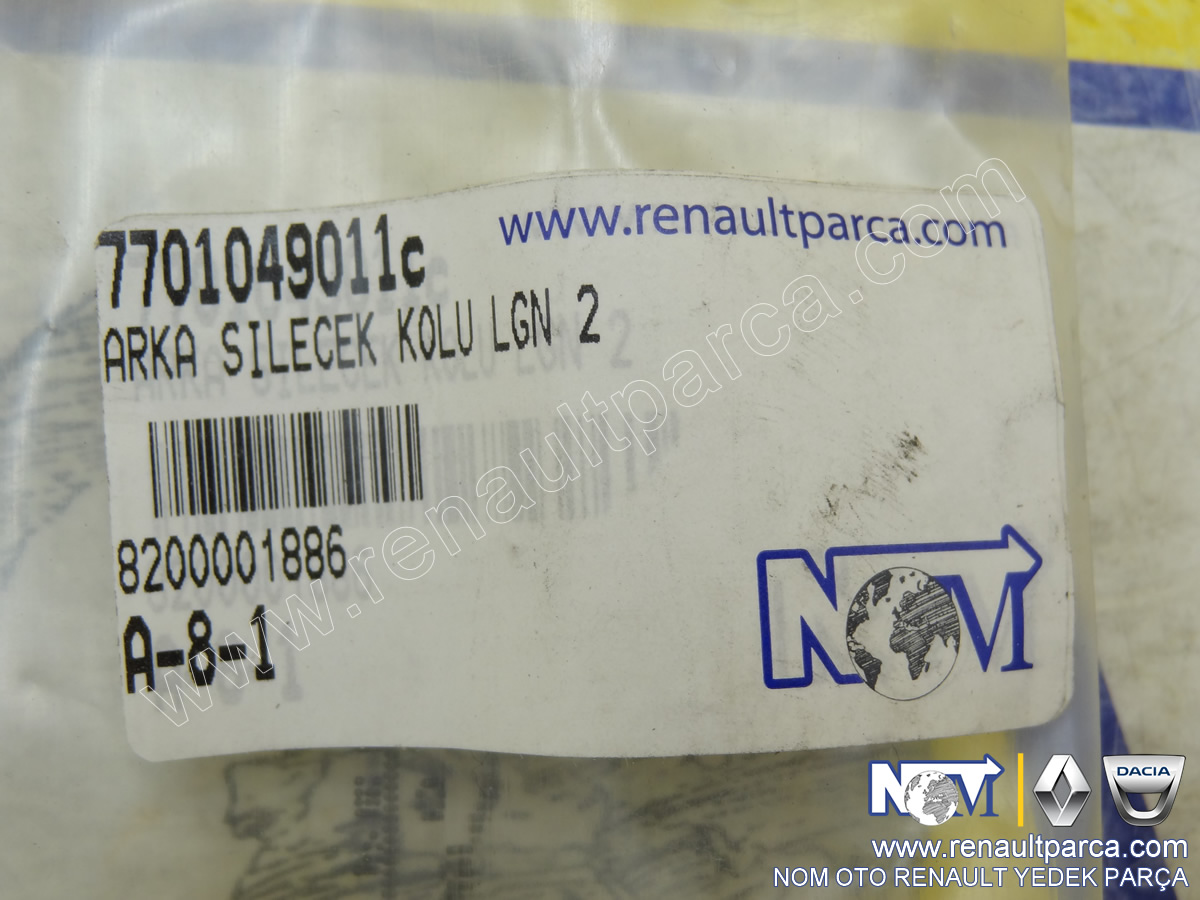 www.renaultparca.com
7701049011c
ARKA SILECEK KOLU LGN 2
8200001886
A-8-1
NOM
www.renaultparca.com
NOM
DACIA
www.renaultparca.com
NOM OTO RENAULT YEDEK PARÇA